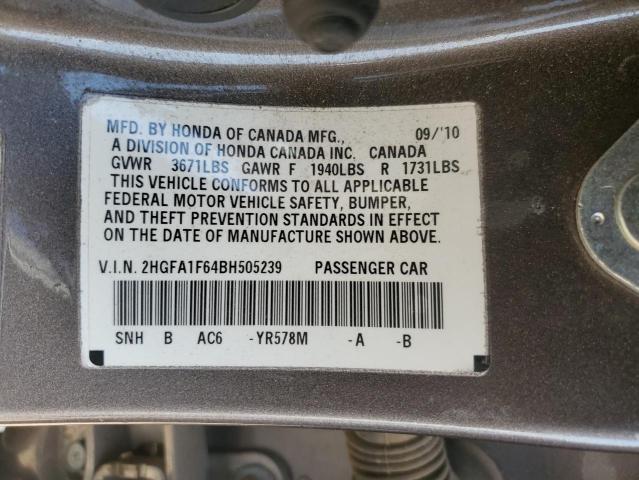 MFD. BY HONDA OF CANADA MFG., 09/'10
A DIVISION OF HONDA CANADA INC. CANADA
GVWR 3671LBS GAWR F 1940LBS R 1731LBS
THIS VEHICLE CONFORMS TO ALL APPLICABLE
FEDERAL MOTOR VEHICLE SAFETY, BUMPER,
AND THEFT PREVENTION STANDARDS IN EFFECT
ON THE DATE OF MANUFACTURE SHOWN ABOVE.
V.I.N. 2HGFA1F64BH505239 PASSENGER CAR
SNH B AC6 -YR578M -A -B